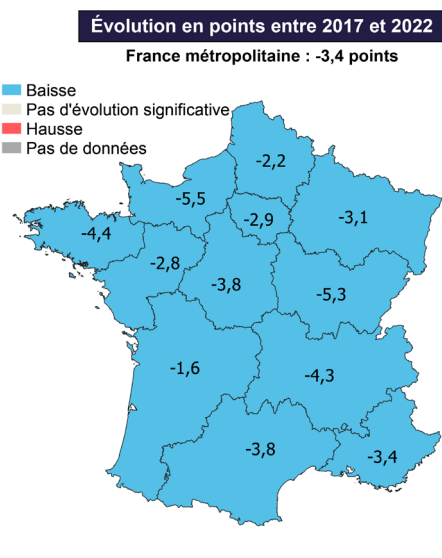 Évolution en points entre 2017 et 2022
France métropolitaine : -3,4 points
Baisse
Pas d'évolution significative
Hausse
Pas de données
-2,2
-5,5
-2,9
-3,1
-4,4
-2,8
-3,8
-5,3
-1,6
-4,3
-3,8
-3,4